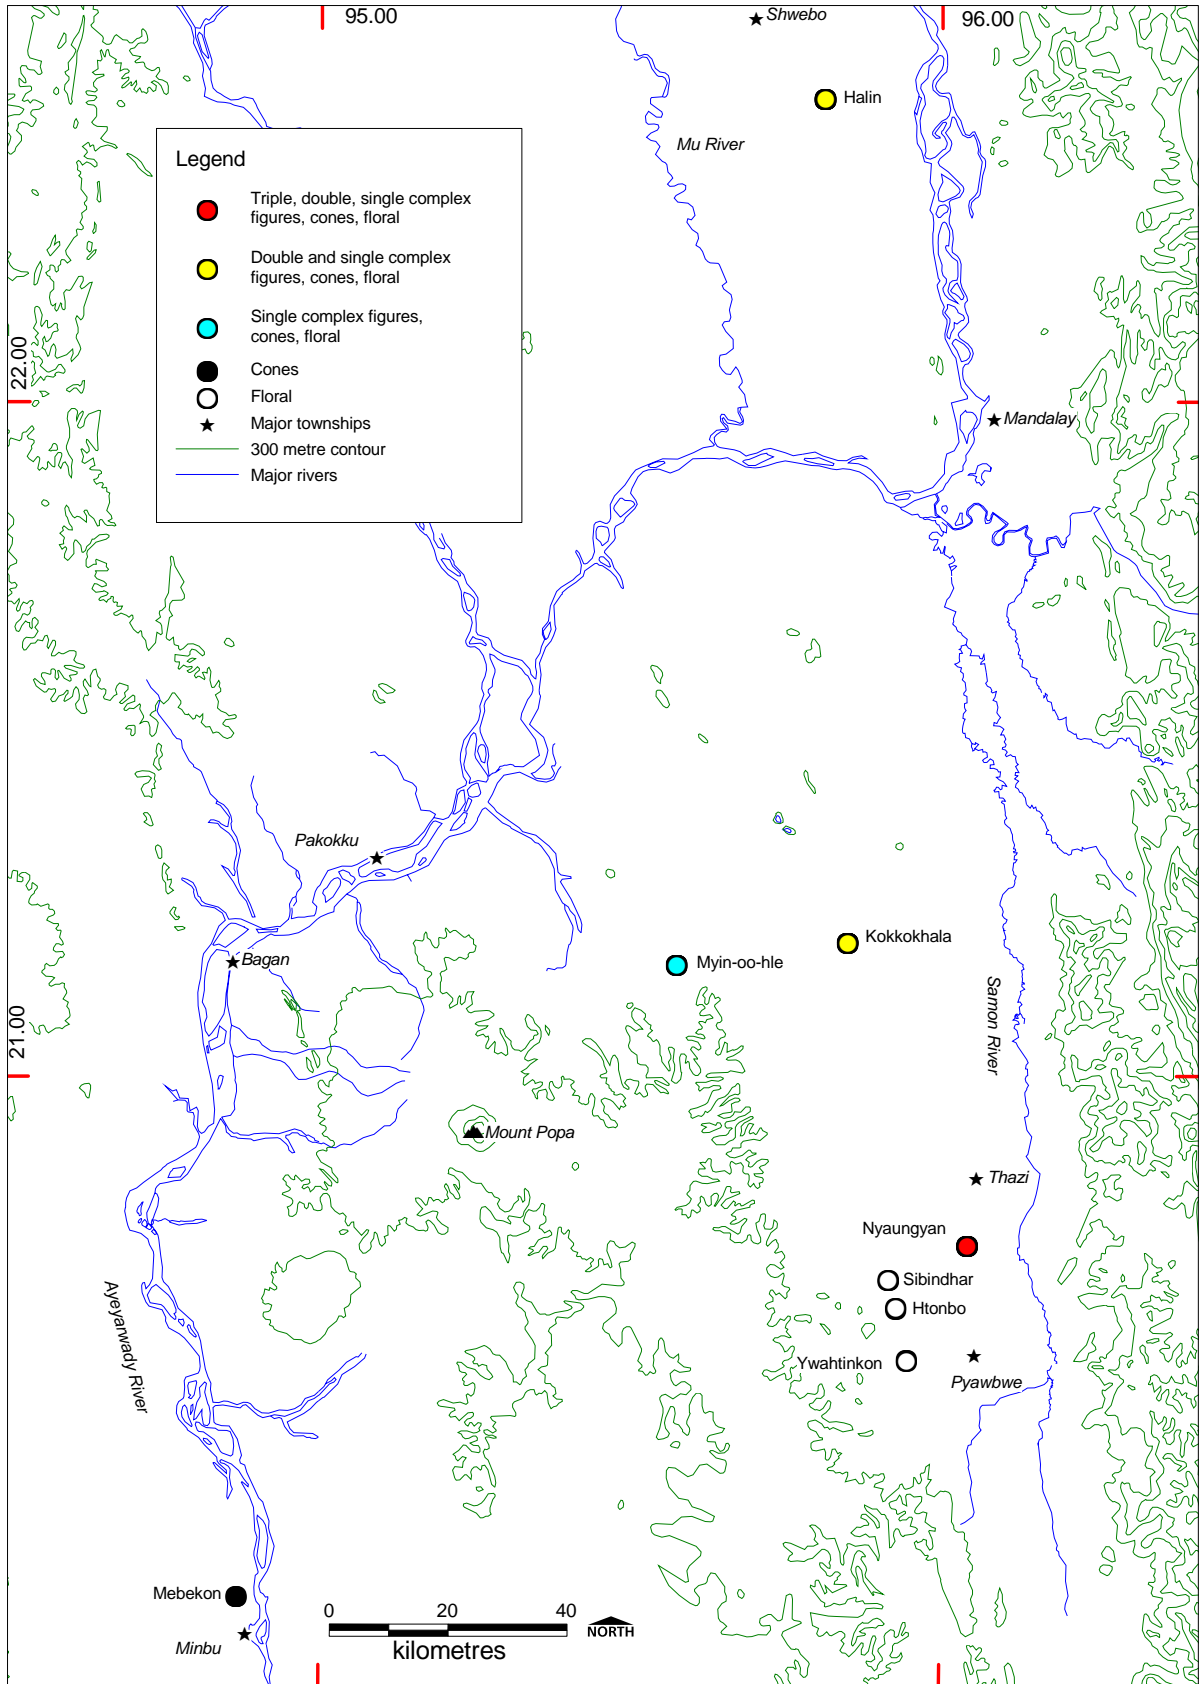 95.00
96.00
Shwebo
Halin
Mu River
Legend
Triple, double, single complex
figures, cones, floral
Double and single complex
figures, cones, floral
Single complex figures,
cones, floral
Cones
Floral
Major townships
300 metre contour
Major rivers
22.00
Mandalay
Pakokku
Kokkokhala
Bagan
Myin-oo-hle
Samon River
21.00
Mount Popa
Thazi
Nyaungyan
Sibindhar
Htonbo
Ayeyarwady River
Ywahtinkon
Pyawbwe
Mebekon
Minbu
0 20 40
NORTH
kilometres